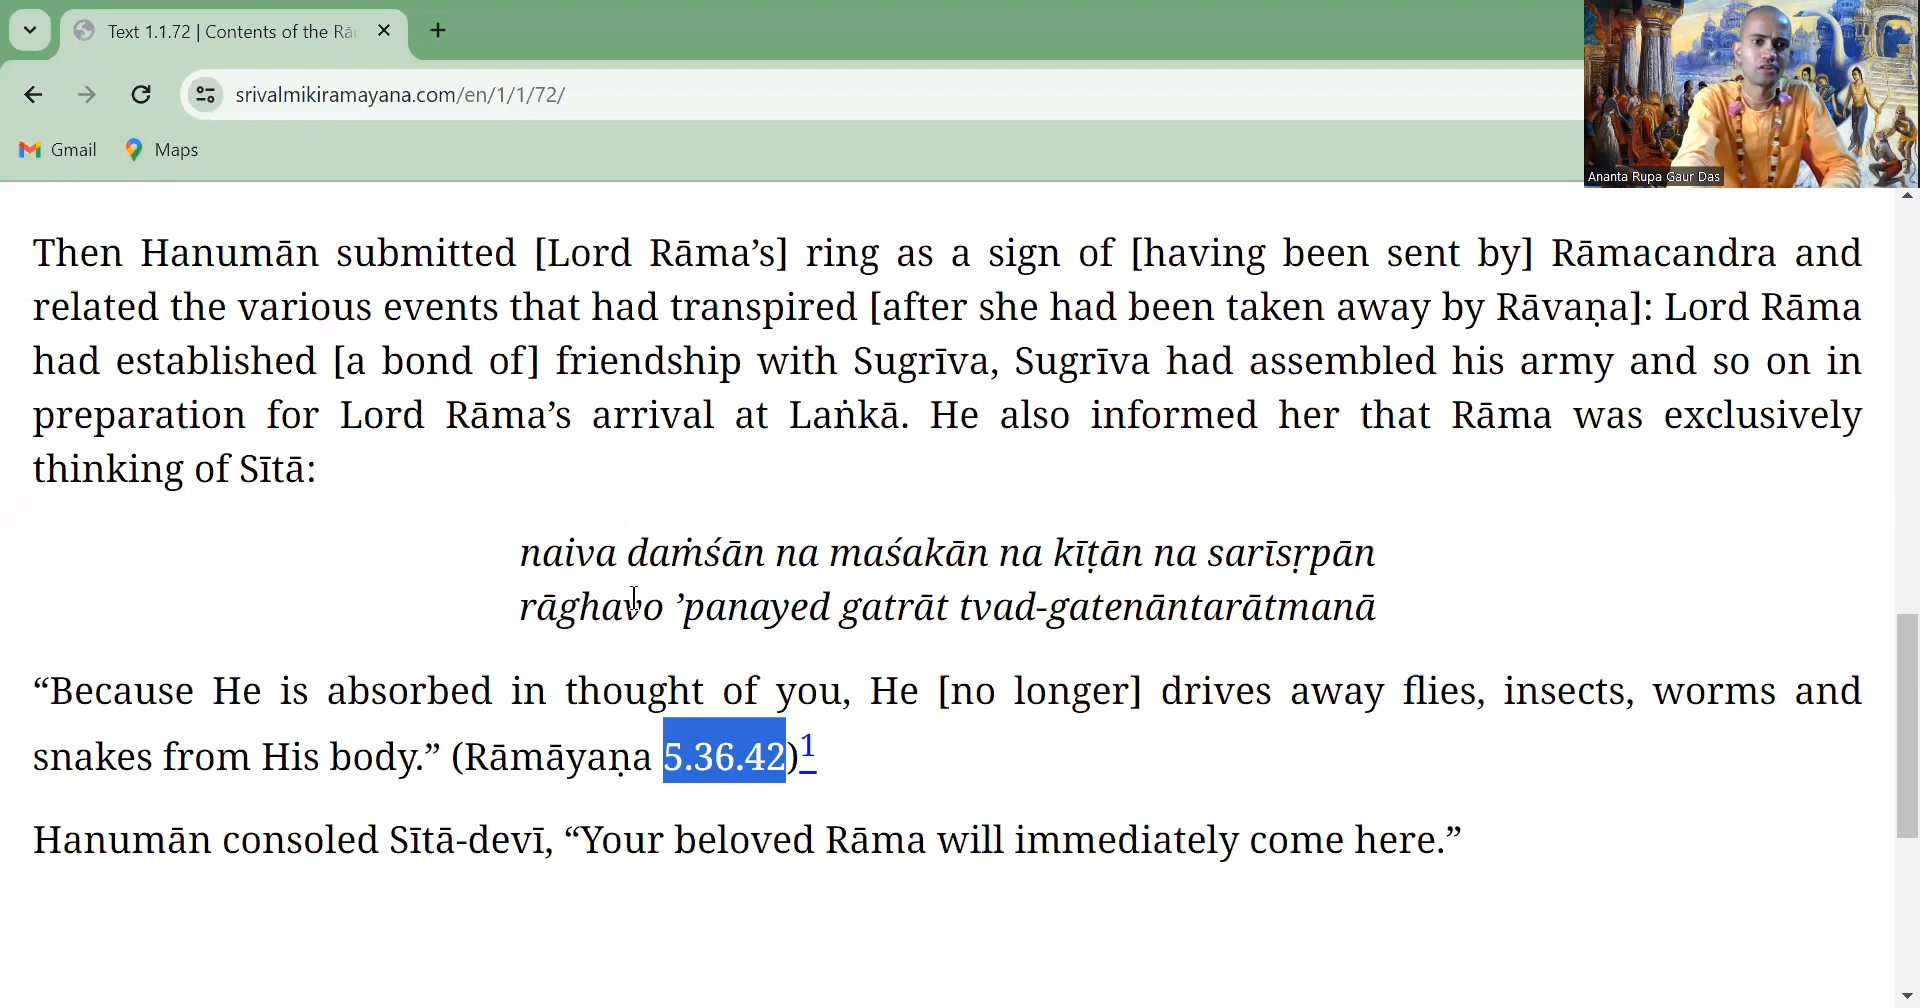 Text 1.1.72 | Contents of the Rā
srivalmikiramayana.com/en/1/1/72/
Gmail
Maps
Ananta Rupa Gaur Das
Then Hanumān submitted [Lord Rāma’s] ring as a sign of [having been sent by] Rāmacandra and
related the various events that had transpired [after she had been taken away by Rāvaṇa]: Lord Rāma
had established [a bond of] friendship with Sugrīva, Sugrīva had assembled his army and so on in
preparation for Lord Rāma’s arrival at Laṅkā. He also informed her that Rāma was exclusively
thinking of Sītā:
naiva daṁśān na maśakān na kīṭān na sarīsṛpān
rāghavo ’panayed gatrāt tvad-gatenāntarātmanā
“Because He is absorbed in thought of you, He [no longer] drives away flies, insects, worms and
snakes from His body.” (Rāmāyaṇa 5.36.42)1
Hanumān consoled Sītā-devī, “Your beloved Rāma will immediately come here.”